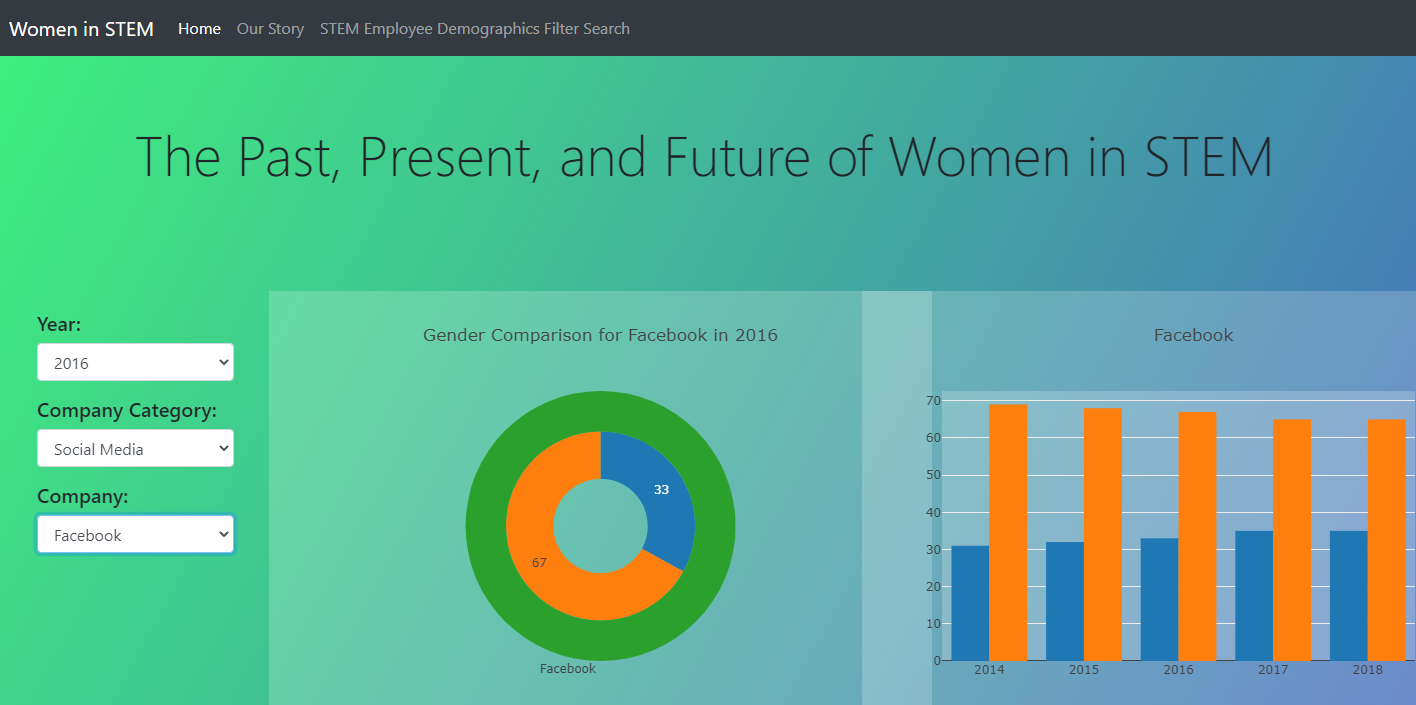 Women in STEM Home Our Story STEM Employee Demographics Filter Search
The Past, Present, and Future of Women in STEM
Year:
2016
Company Category:
Social Media
Company:
Facebook
Gender Comparison for Facebook in 2016
33
67
Facebook
Facebook
70
60
50
40
30
20
10
0
2014 2015 2016 2017 2018